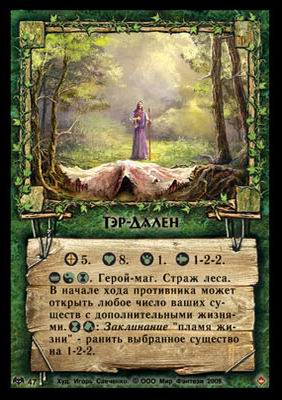 Тэр-Дален
5. 8. 1. 1-2-2.
Герой-маг. Страж леса.
В начале хода противника может
открыть любое число ваших су-
ществ с дополнительными жизня-
ми. : Заклинание "пламя жи-
зни" - ранить выбранное существо
на 1-2-2.
47 Худ. Игорь Савченко. © ООО Мир Фэнтези 2009.